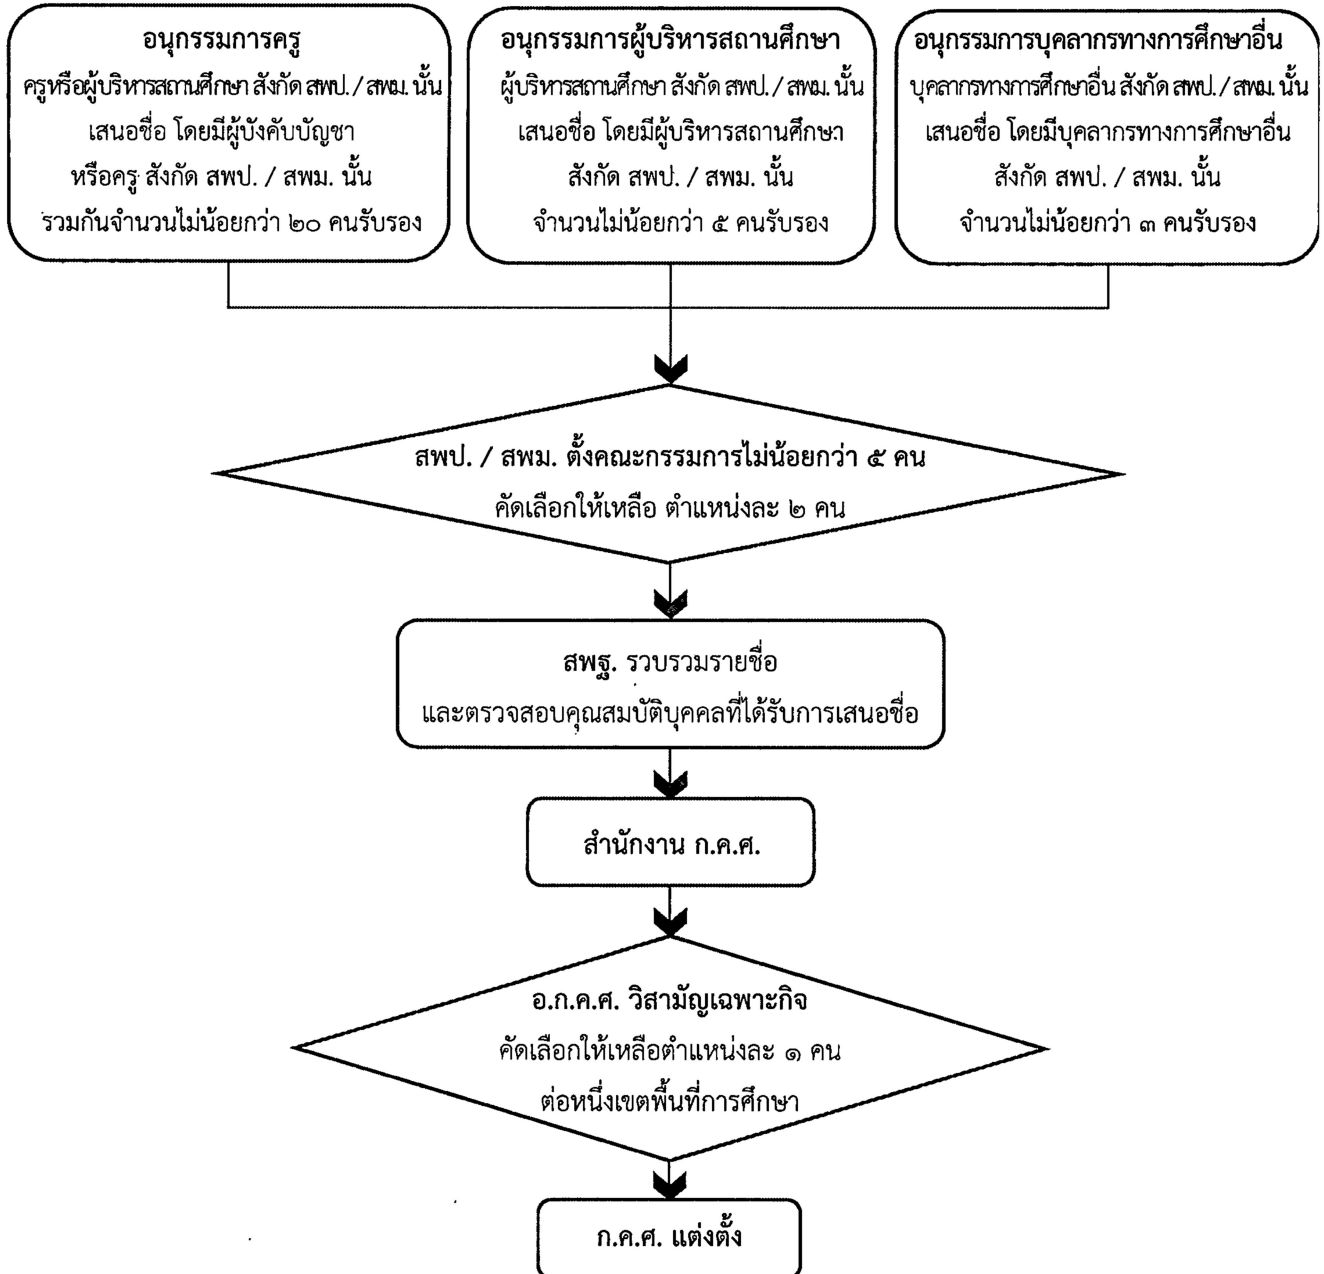 อนุกรรมการครู
ครูหรือผู้บริหารสถานศึกษา สังกัด สพป. / สพม. นั้น
เสนอชื่อ โดยมีผู้บังคับบัญชา
หรือครู สังกัด สพป. / สพม. นั้น
รวมกันจำนวนไม่น้อยกว่า ๒๐ คนรับรอง
อนุกรรมการผู้บริหารสถานศึกษา
ผู้บริหารสถานศึกษา สังกัด สพป. / สพม. นั้น
เสนอชื่อ โดยมีผู้บริหารสถานศึกษา
สังกัด สพป. / สพม. นั้น
จำนวนไม่น้อยกว่า ๕ คนรับรอง
อนุกรรมการบุคลากรทางการศึกษาอื่น
บุคลากรทางการศึกษาอื่น สังกัด สพป. / สพม. นั้น
เสนอชื่อ โดยมีบุคลากรทางการศึกษาอื่น
สังกัด สพป. / สพม. นั้น
จำนวนไม่น้อยกว่า ๓ คนรับรอง
สพป. / สพม. ตั้งคณะกรรมการไม่น้อยกว่า ๕ คน
คัดเลือกให้เหลือ ตำแหน่งละ ๒ คน
สพฐ. รวบรวมรายชื่อ
และตรวจสอบคุณสมบัติบุคคลที่ได้รับการเสนอชื่อ
สำนักงาน ก.ค.ศ.
อ.ก.ค.ศ. วิสามัญเฉพาะกิจ
คัดเลือกให้เหลือตำแหน่งละ ๑ คน
ต่อหนึ่งเขตพื้นที่การศึกษา
ก.ค.ศ. แต่งตั้ง